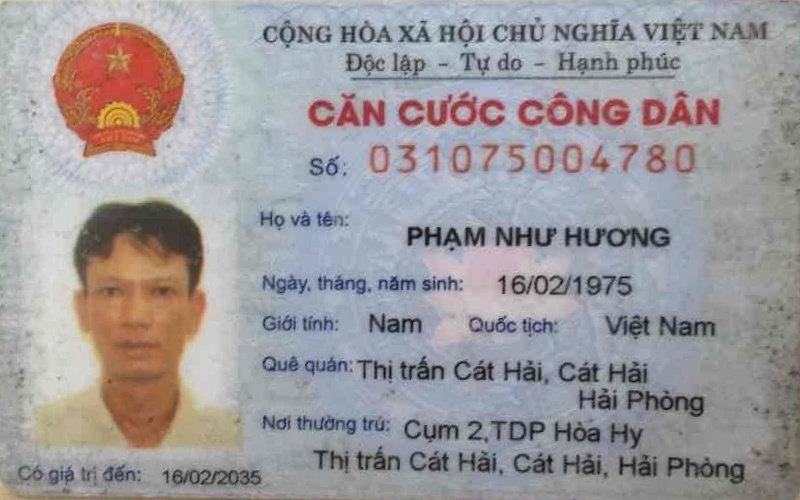 CỘNG HÒA XÃ HỘI CHỦ NGHĨA VIỆT NAM
Độc lập - Tự do - Hạnh phúc
CĂN CƯỚC CÔNG DÂN
Số: 031075004780
Họ và tên:
PHẠM NHƯ HƯƠNG
Ngày, tháng, năm sinh: 16/02/1975
Giới tính: Nam Quốc tịch: Việt Nam
Quê quán: Thị trấn Cát Hải, Cát Hải
Hải Phòng
Nơi thường trú: Cụm 2,TDP Hòa Hy
Thị trấn Cát Hải, Cát Hải, Hải Phòng
Có giá trị đến: 16/02/2035